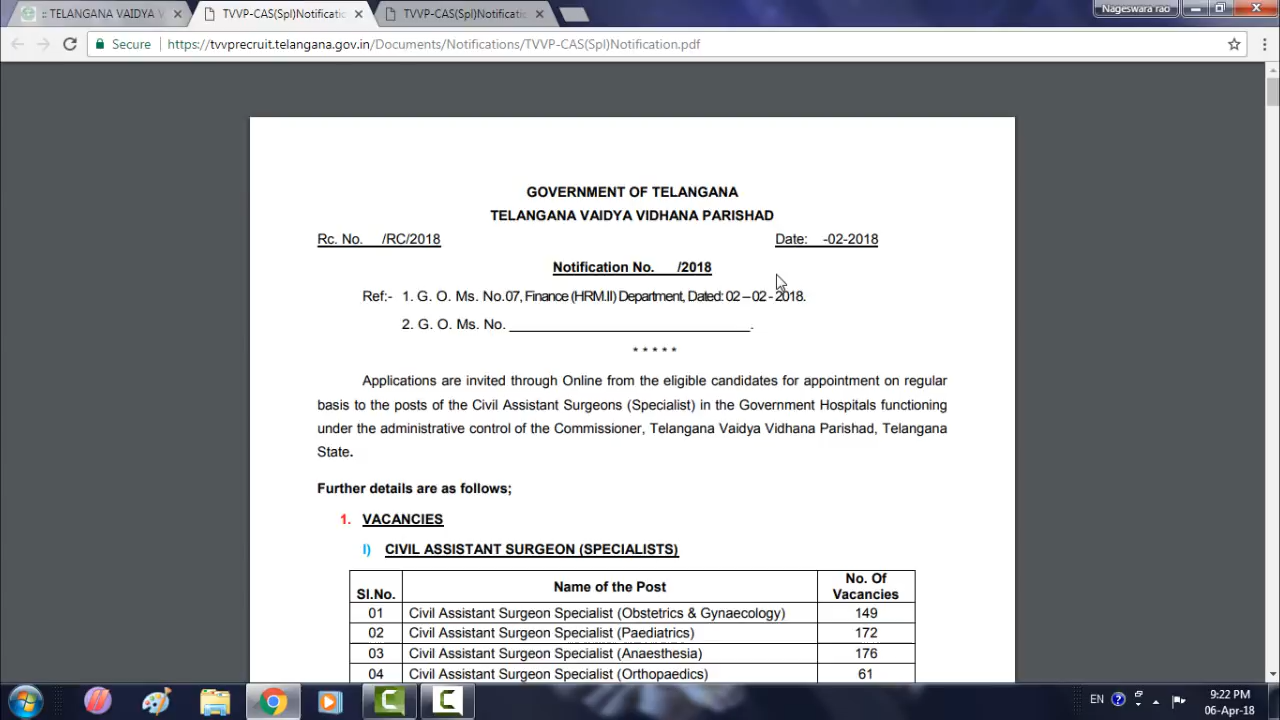 :: TELANGANA VAIDYA V
TVVP-CAS(Spl)Notificatio
TVVP-CAS(Spl)Notificatio
Nageswara rao
Secure
https://tvvprecruit.telangana.gov.in/Documents/Notifications/TVVP-CAS(Spl)Notification.pdf
GOVERNMENT OF TELANGANA
TELANGANA VAIDYA VIDHANA PARISHAD
Rc. No. /RC/2018 Date: -02-2018
Notification No. /2018
Ref:- 1. G. O. Ms. No.07, Finance (HRM.II) Department, Dated: 02 – 02 - 2018.
2. G. O. Ms. No. ______________________________.
* * * * *
Applications are invited through Online from the eligible candidates for appointment on regular
basis to the posts of the Civil Assistant Surgeons (Specialist) in the Government Hospitals functioning
under the administrative control of the Commissioner, Telangana Vaidya Vidhana Parishad, Telangana
State.
Further details are as follows;
1. VACANCIES
I) CIVIL ASSISTANT SURGEON (SPECIALISTS)
Sl.No. Name of the Post No. Of Vacancies
01 Civil Assistant Surgeon Specialist (Obstetrics & Gynaecology) 149
02 Civil Assistant Surgeon Specialist (Paediatrics) 172
03 Civil Assistant Surgeon Specialist (Anaesthesia) 176
04 Civil Assistant Surgeon Specialist (Orthopaedics) 61
EN
9:22 PM
06-Apr-18